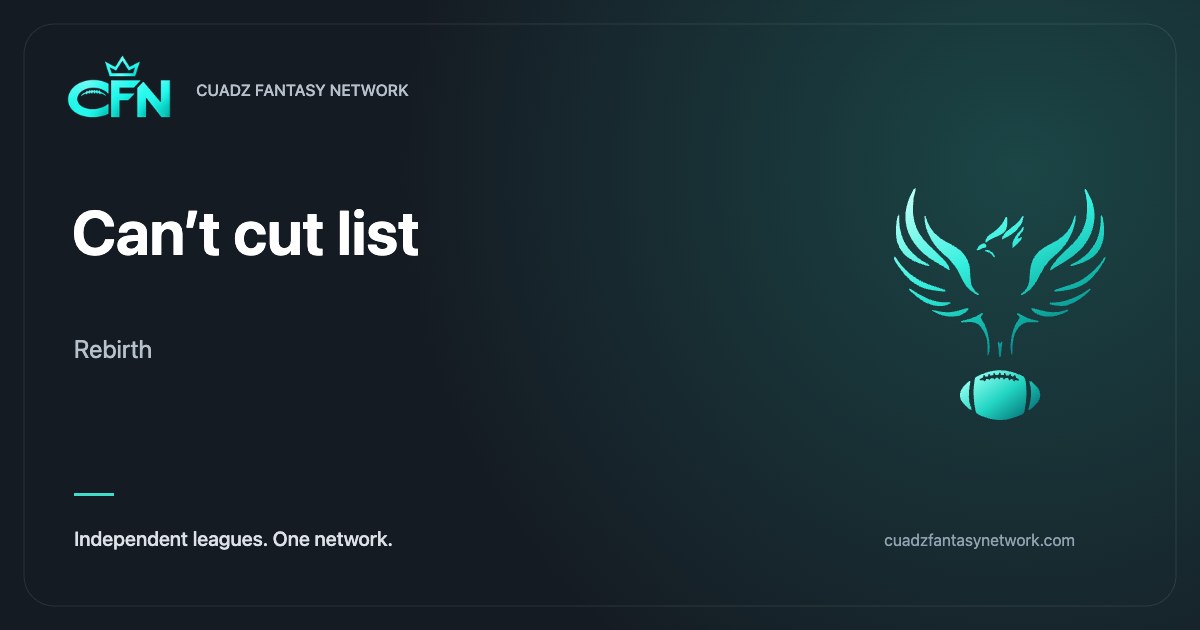 CFN
CUADZ FANTASY NETWORK
Can’t cut list
Rebirth
Independent leagues. One network.
cuadzfantasynetwork.com